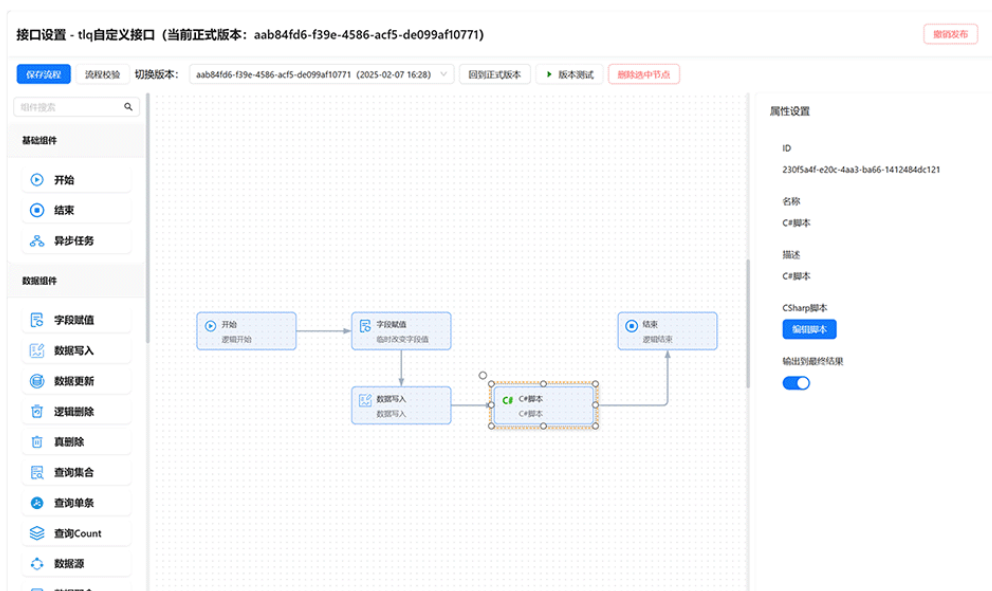 接口设置 - tlq自定义接口（当前正式版本：aab84fd6-f39e-4586-acf5-de099af10771)
撤销发布
保存流程
流程校验
切换版本：
aab84fd6-f39e-4586-acf5-de099af10771 (2025-02-07 16:28)
回到正式版本
版本测试
删除选中节点
组件搜索
基础组件
开始
结束
异步任务
数据组件
字段赋值
数据写入
数据更新
逻辑删除
真删除
查询集合
查询单条
查询Count
数据源
开始
逻辑开始
字段赋值
临时改变字段值
数据写入
数据写入
C#
C#脚本
C#脚本
结束
逻辑结束
属性设置
ID
230f5a4f-e20c-4aa3-ba66-1412484dc121
名称
C#脚本
描述
C#脚本
CSharp脚本
编辑脚本
输出到最终结果